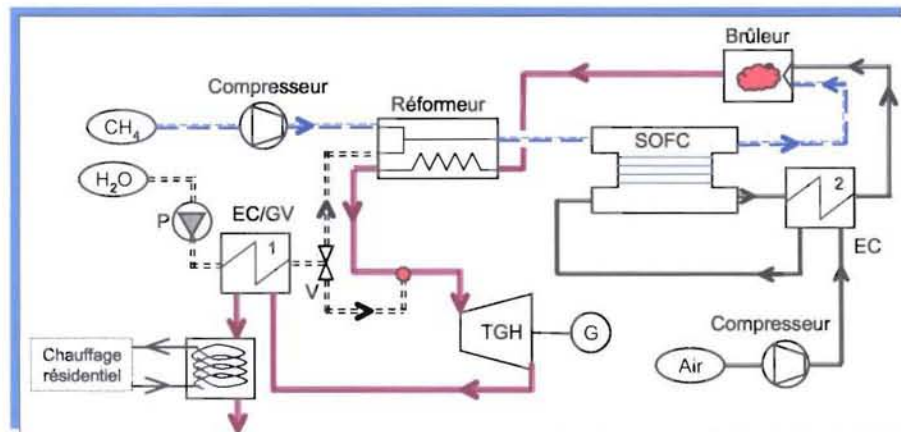 Brûleur
Compresseur
Réformeur
CH4
SOFC
H2O
2
P
EC/GV
1
V
EC
TGH
G
Compresseur
Chauffage
résidentiel
Air